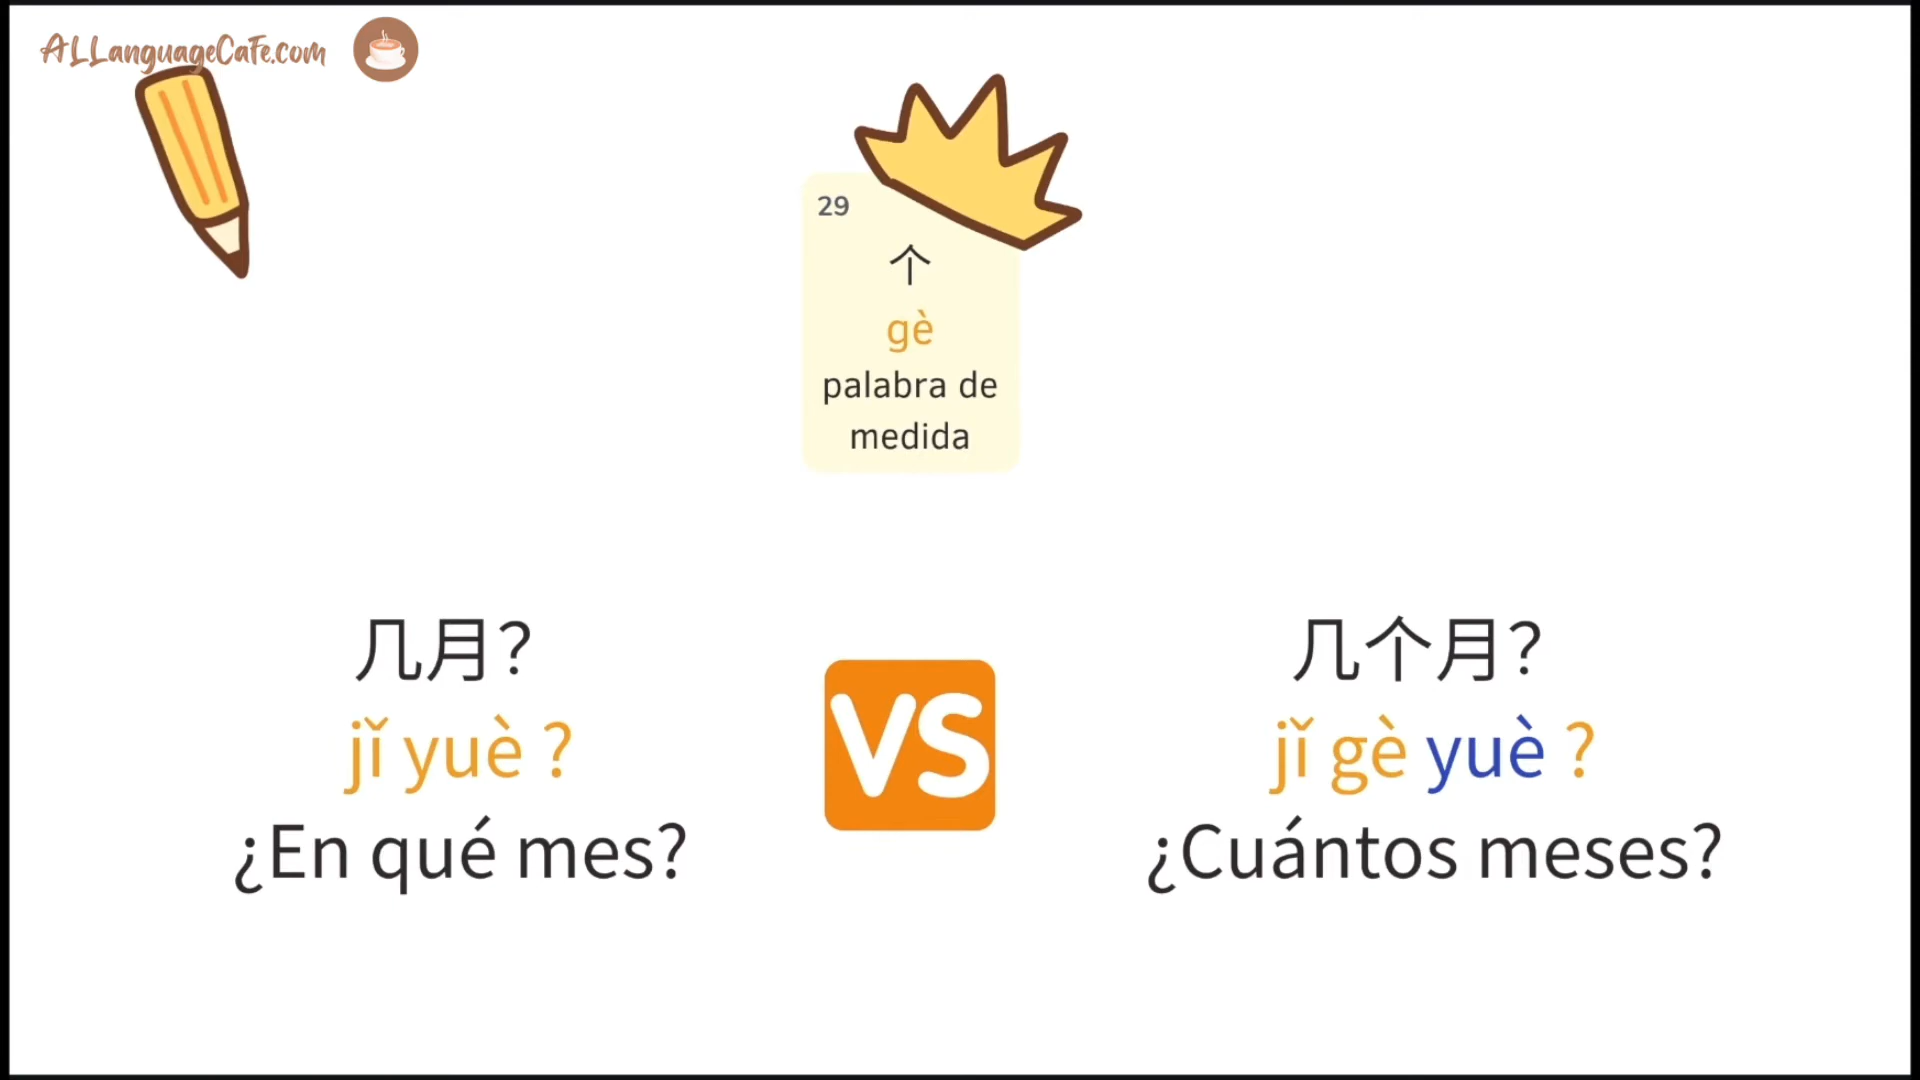 ALLanguageCafe.com
29
个
gè
palabra de
medida
几月?
jǐ yuè ?
¿En qué mes?
VS
几个月?
jǐ gè yuè ?
¿Cuántos meses?